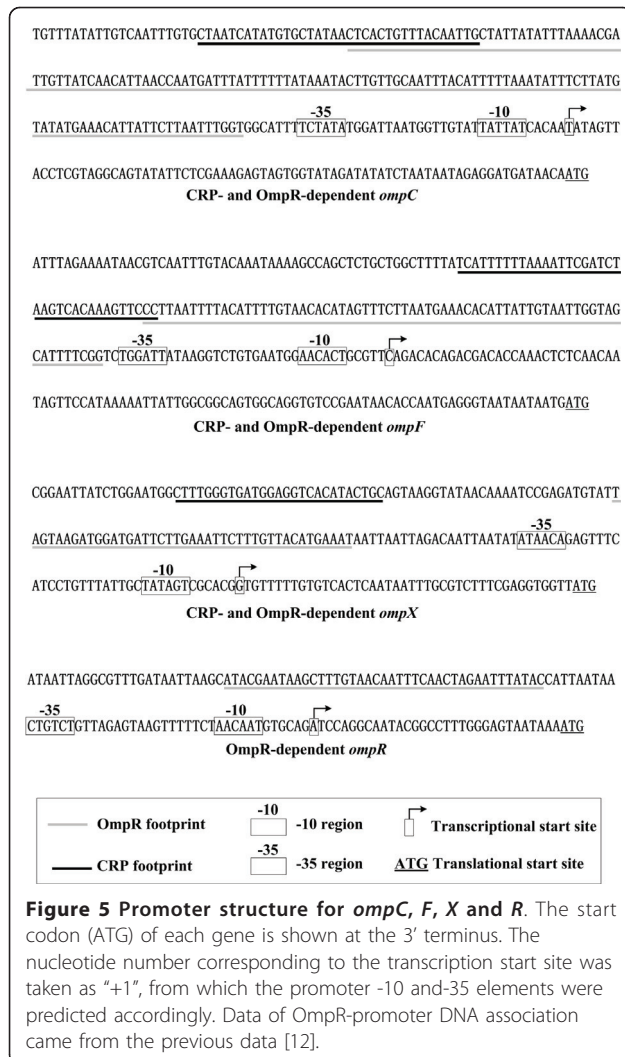 TGTTTATATTGTCAATTTGTGCTAATCATATGTGCTATAACTCACTGTTTACAATTGCTATTATATTTAAAACGA
TTGTTATCAACATTAACCAATGATTTATTTTTTATAAATACTTGTTGCAATTTACATTTTTAAATATTTCTTATG
-35 -10
TATATGAAACATTATTCTTAATTTGGTGGCATTTTCTATATGGATTAATGGTTGTATTATTATCACAATATAGTT
ACCTCGTAGGCAGTATATTCTCGAAAGAGTAGTGGTATAGATATATCTAATAATAGAGGATGATAACAATG
CRP- and OmpR-dependent ompC
ATTTAGAAAATAACGTCAATTTGTACAAATAAAAGCCAGCTCTGCTGGCTTTTATCATTTTTTAAAATTCGATCT
AAGTCACAAAGTTCCCTTAATTTTACATTTTGTAACACATAGTTTCTTAATGAAACACATTATTGTAATTGGTAG
-35 -10
CATTTTCGGTCTGGATTATAAGGTCTGTGAATGGAACACTGCGTTCAGACACAGACGACACCAAACTCTCAACAA
TAGTTCCATAAAAATTATTGGCGGCAGTGGCAGGTGTCCGAATAACACCAATGAGGGTAATAATAATGATG
CRP- and OmpR-dependent ompF
CGGAATTATCTGGAATGGCTTTGGGTGATGGAGGTCACATACTGCAGTAAGGTATAACAAAATCCGAGATGTATT
-35
AGTAAGATGGATGATTCTTGAAATTCTTTGTTACATGAAATAATTAATTAGACAATTAATATATAACAGAGTTTC
-10
ATCCTGTTTATTGCTATAGTCGCACGGTGTTTTTGTGTCACTCAATAATTTGCGTCTTTCGAGGTGGTTATG
CRP- and OmpR-dependent ompX
ATAATTAGGCGTTTGATAATTAAGCATACGAATAAGCTTTGTAACAATTTCAACTAGAATTTATACCATTAATAA
-35 -10
CTGTCTGTTAGAGTAAGTTTTTCTAACAATGTGCAGATCCAGGCAATACGGCCTTTGGGAGTAATAAAATG
OmpR-dependent ompR
OmpR footprint
-10
-10 region
Transcriptional start site
CRP footprint
-35
-35 region
ATG Translational start site
Figure 5 Promoter structure for ompC, F, X and R. The start
codon (ATG) of each gene is shown at the 3' terminus. The
nucleotide number corresponding to the transcription start site was
taken as "+1", from which the promoter -10 and-35 elements were
predicted accordingly. Data of OmpR-promoter DNA association
came from the previous data [12].